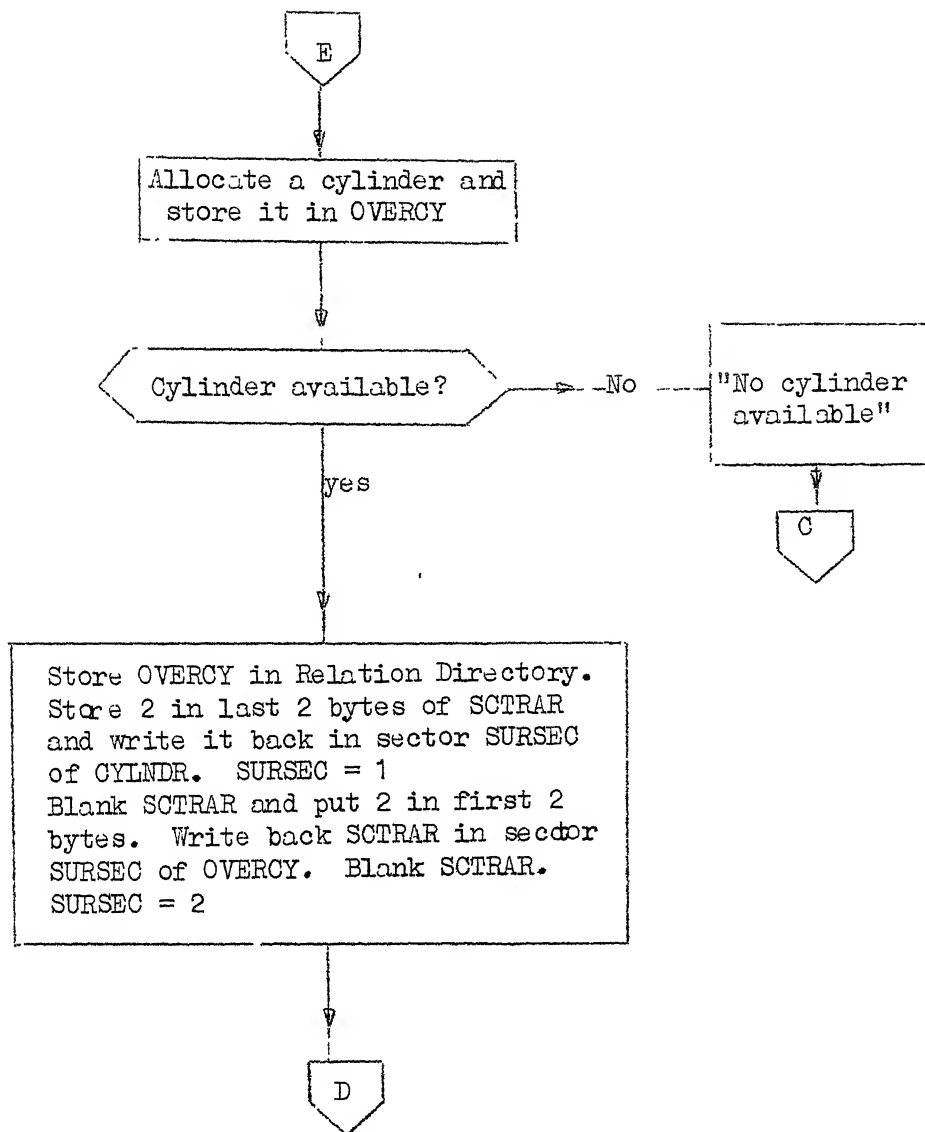 E
Allocate a cylinder and
store it in OVERCY
Cylinder available?
No
"No cylinder
available"
yes
C
Store OVERCY in Relation Directory.
Store 2 in last 2 bytes of SCTRAR
and write it back in sector SURSEC
of CYLNDR. SURSEC = 1
Blank SCTRAR and put 2 in first 2
bytes. Write back SCTRAR in sector
SURSEC of OVERCY. Blank SCTRAR.
SURSEC = 2
D